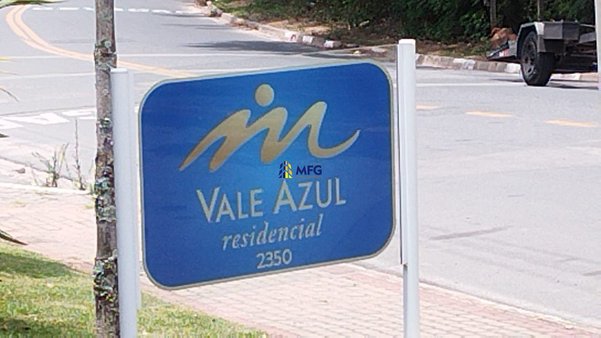 MFG
VALE AZUL
residencial
2350